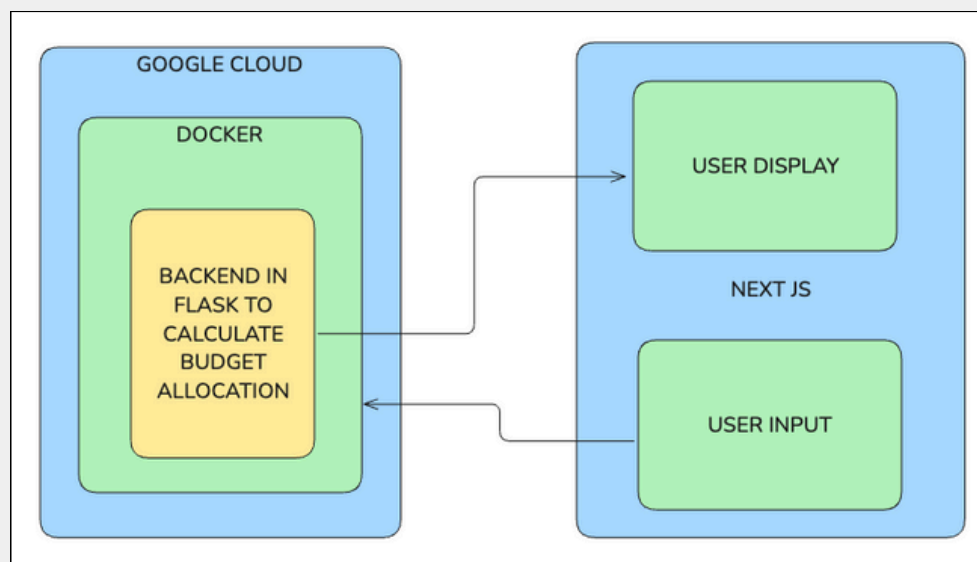 GOOGLE CLOUD
DOCKER
BACKEND IN
FLASK TO
CALCULATE
BUDGET
ALLOCATION
USER DISPLAY
NEXT JS
USER INPUT